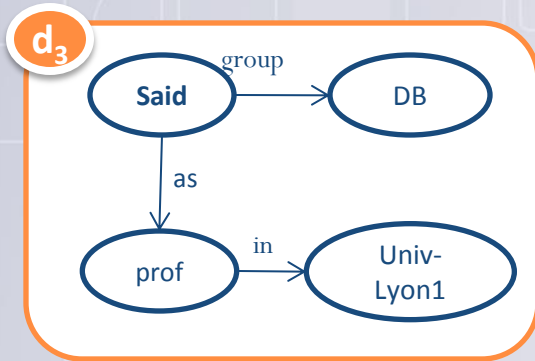 d3
group
Said
DB
as
in
prof
Univ-
Lyon1